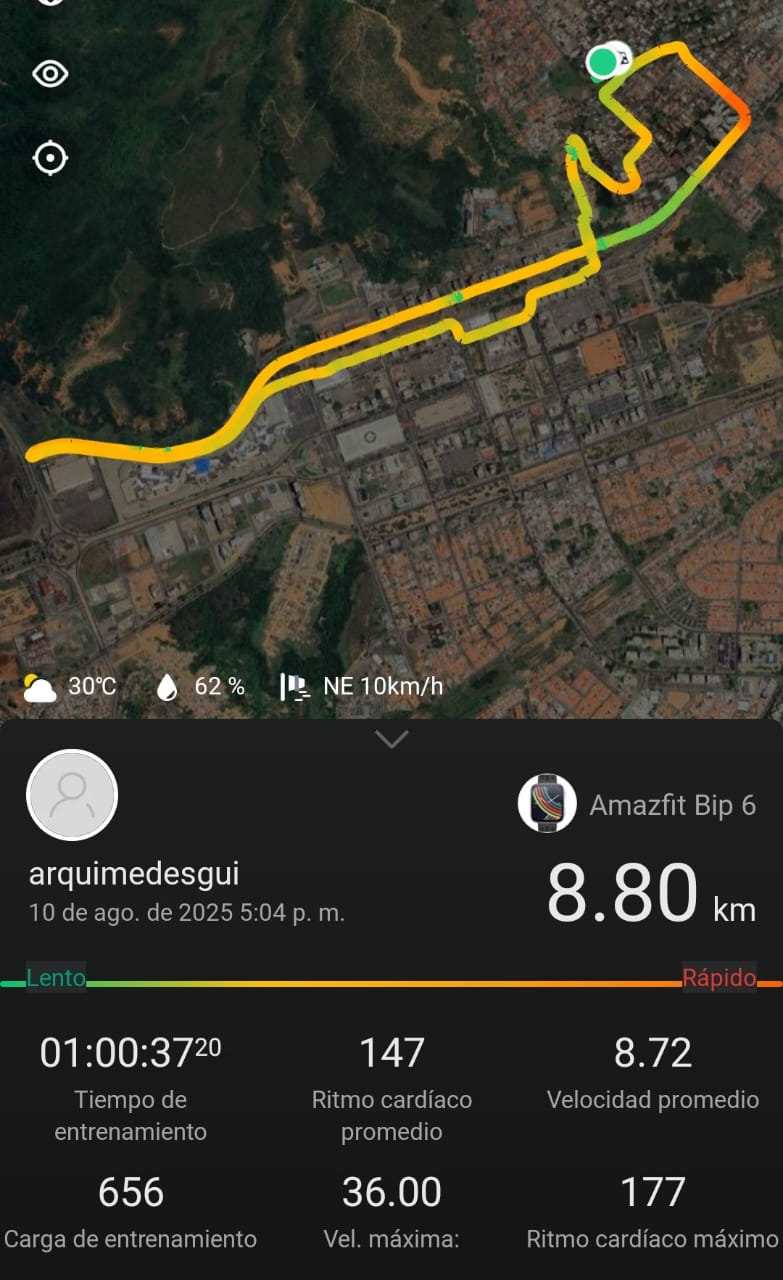 30°C 62 % NE 10km/h
Amazfit Bip 6
arquimedesgui
10 de ago. de 2025 5:04 p. m.
8.80 km
Lento Rápido
01:00:37 20 147 8.72
Tiempo de entrenamiento Ritmo cardíaco promedio Velocidad promedio
656 36.00 177
Carga de entrenamiento Vel. máxima: Ritmo cardíaco máximo